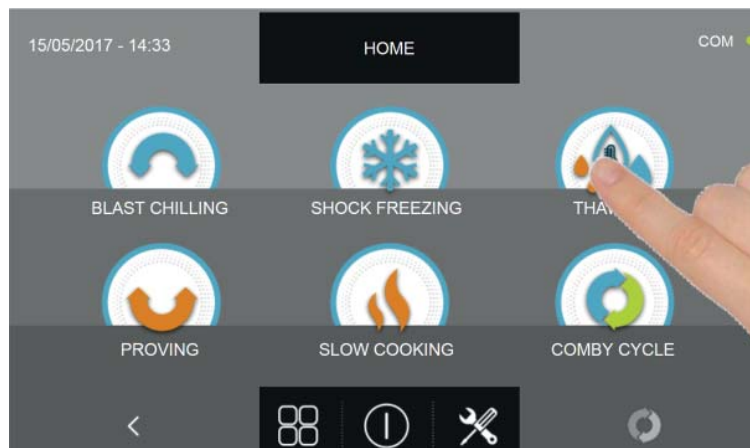 15/05/2017 - 14:33
HOME
COM
BLAST CHILLING
SHOCK FREEZING
PROVING
SLOW COOKING
COMBY CYCLE